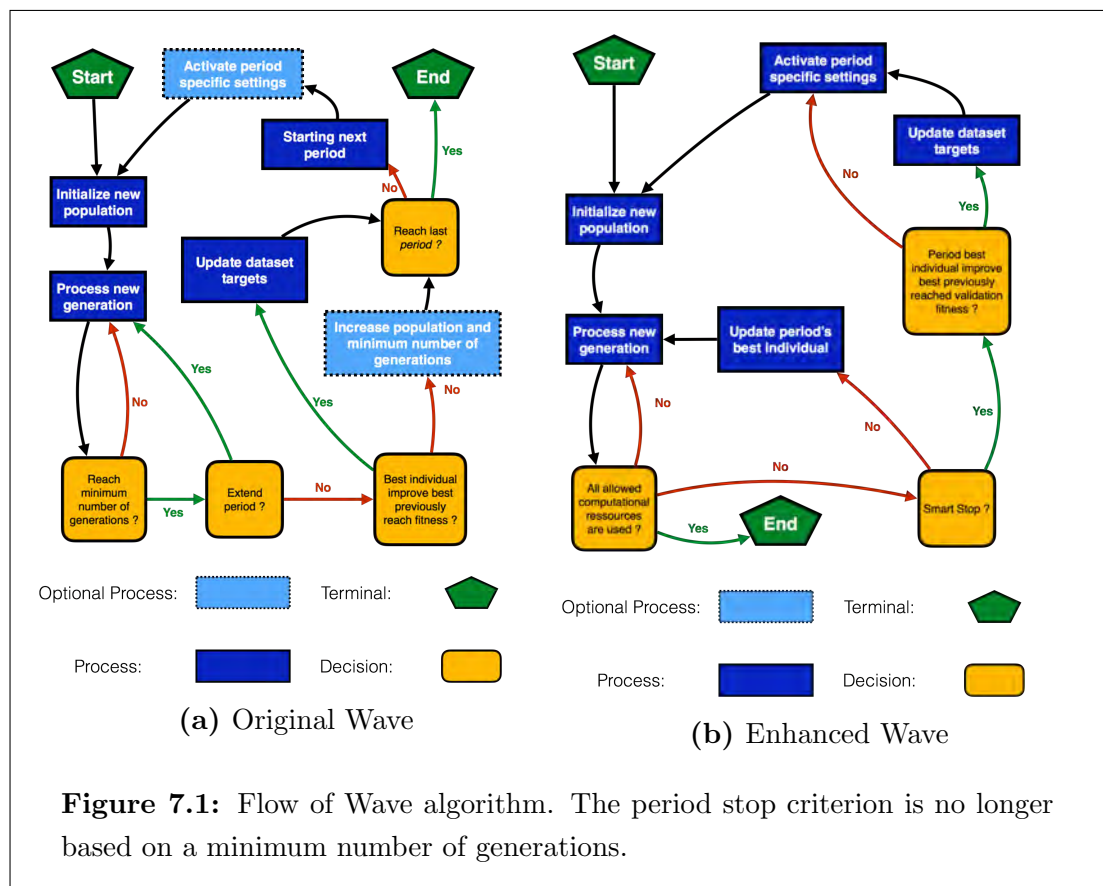 Start
Activate period
specific settings
End
Starting next
period
Yes
No
Initialize new
population
Reach last
period ?
Update dataset
targets
Process new
generation
Increase population and
minimum number of
generations
Yes
No
No
Yes
Reach
minimum
number of
generations ?
Yes
Extend
period ?
No
Best individual
improve best
previously
reach fitness ?
Optional Process:
Terminal:
Process:
Decision:
(a) Original Wave
Start
Activate period
specific settings
Update dataset
targets
No
Yes
Initialize new
population
Period best
individual improve
best previously
reached validation
fitness ?
Process new
generation
Update period's
best individual
No
No
Yes
No
All allowed
computational
ressources
are used ?
Yes
End
Smart Stop ?
Optional Process:
Terminal:
Process:
Decision:
(b) Enhanced Wave
Figure 7.1: Flow of Wave algorithm. The period stop criterion is no longer
based on a minimum number of generations.